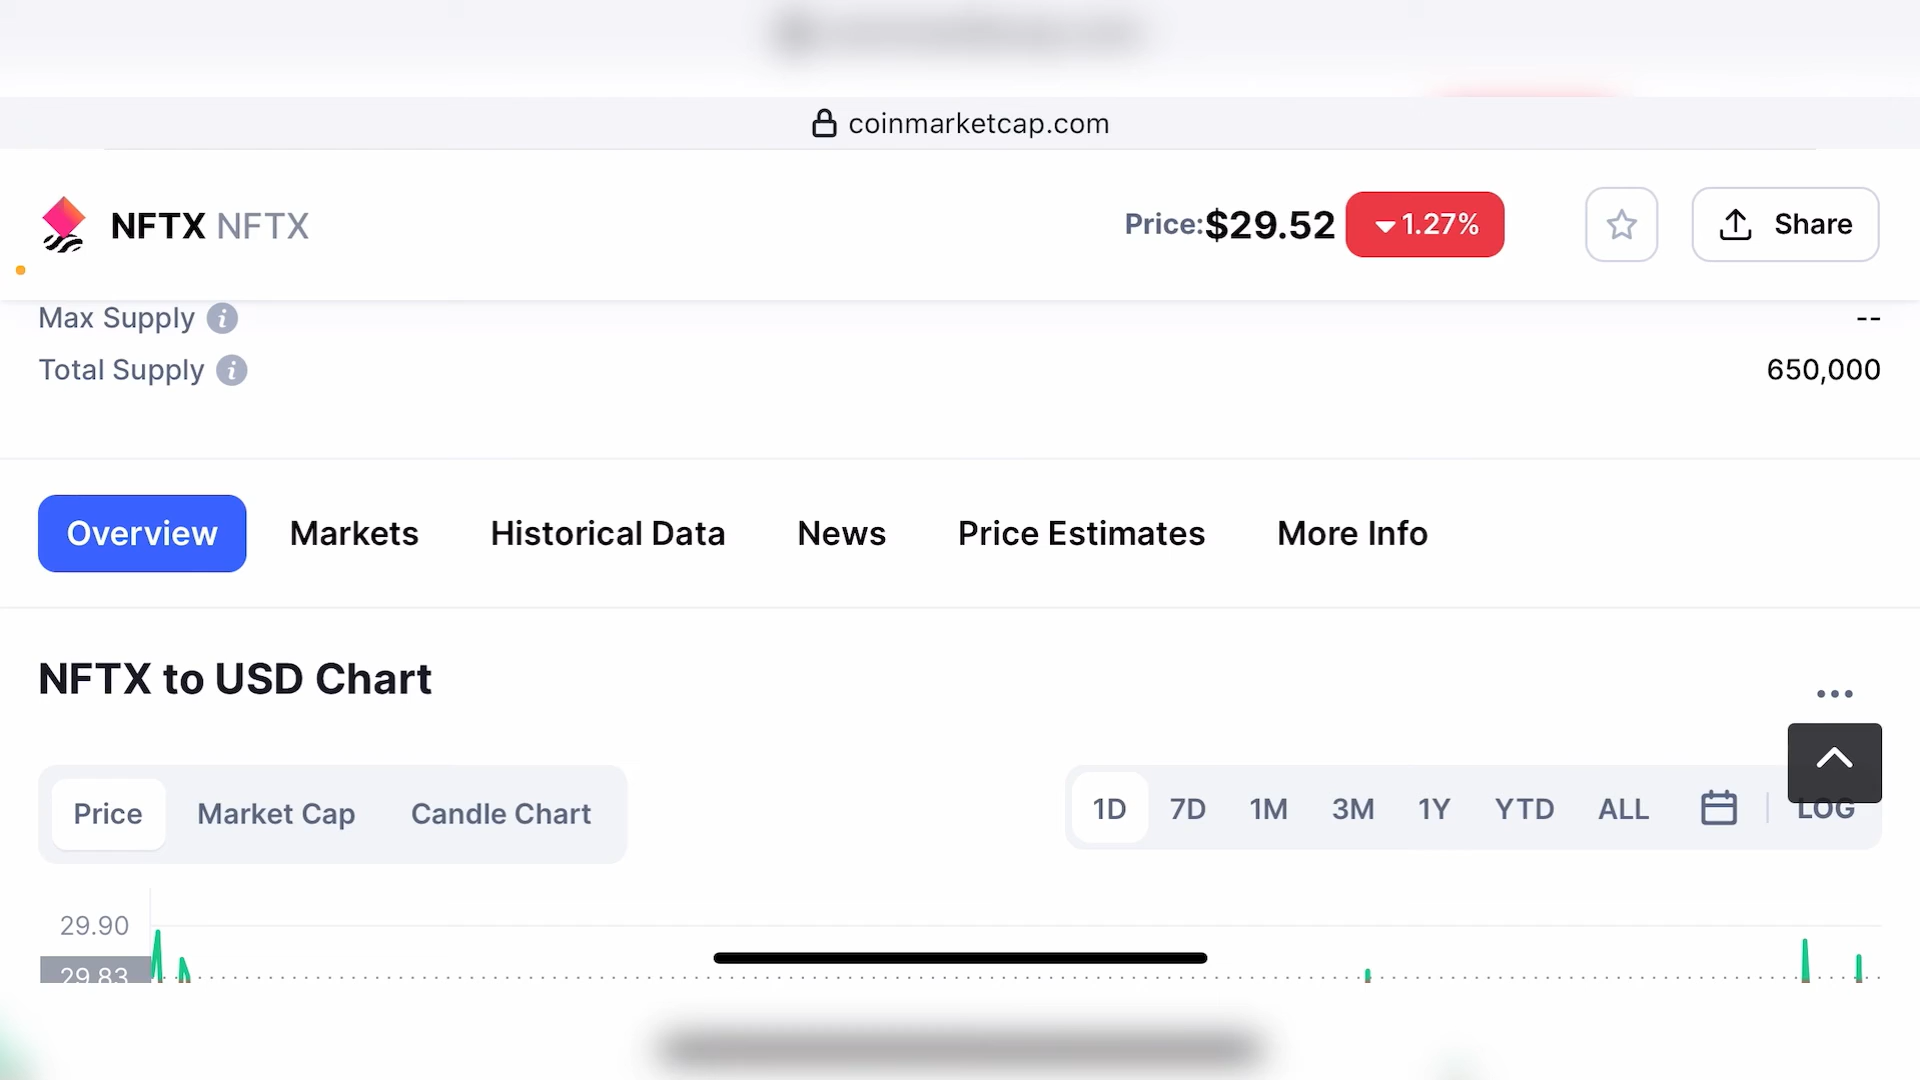 coinmarketcap.com
NFTX NFTX
Price:$29.52 1.27%
Share
Max Supply --
Total Supply 650,000
Overview Markets Historical Data News Price Estimates More Info
NFTX to USD Chart
Price Market Cap Candle Chart
1D 7D 1M 3M 1Y YTD ALL LOG
29.90
29.83